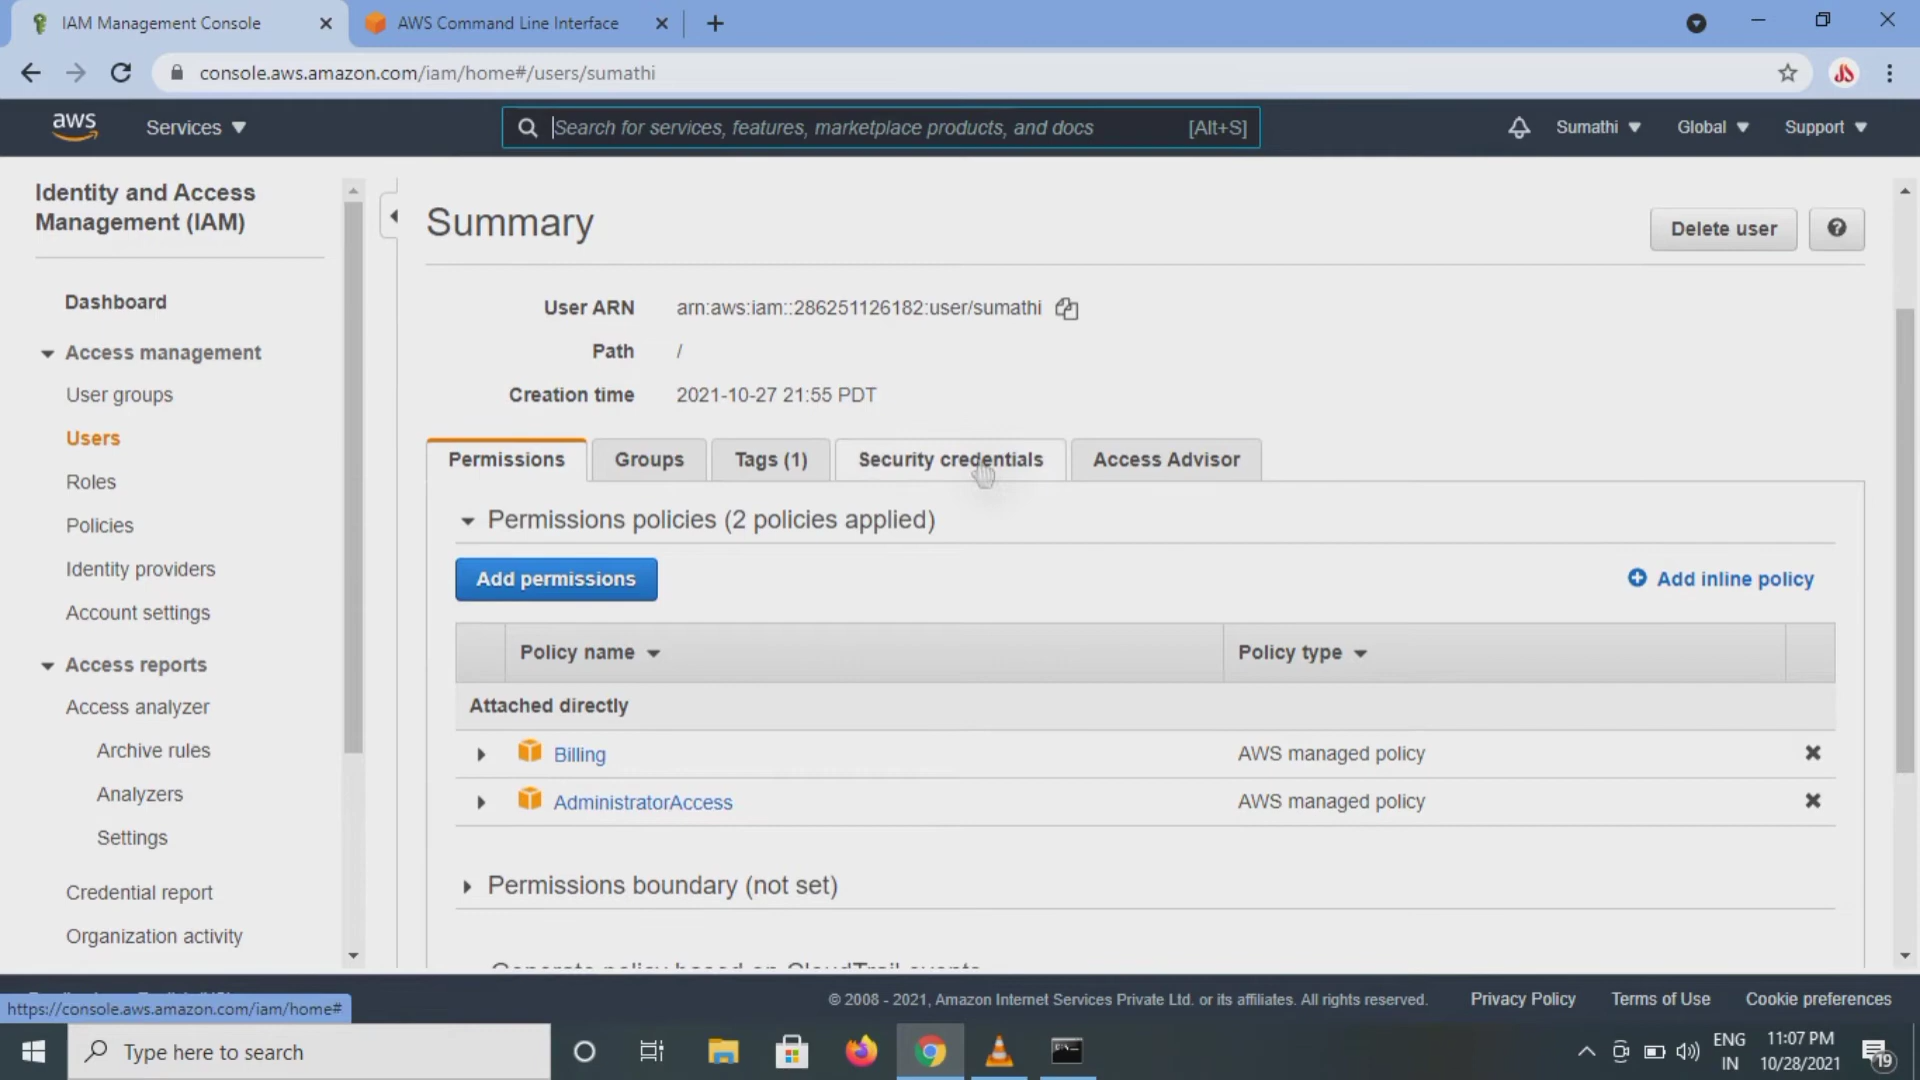 IAM Management Console
AWS Command Line Interface
console.aws.amazon.com/iam/home#/users/sumathi
aws
Services
Search for services, features, marketplace products, and docs
[Alt+S]
Sumathi
Global
Support
Identity and Access
Management (IAM)
Dashboard
Access management
User groups
Users
Roles
Policies
Identity providers
Account settings
Access reports
Access analyzer
Archive rules
Analyzers
Settings
Credential report
Organization activity
Summary
Delete user
User ARN
arn:aws:iam::286251126182:user/sumathi
Path
/
Creation time
2021-10-27 21:55 PDT
Permissions
Groups
Tags (1)
Security credentials
Access Advisor
Permissions policies (2 policies applied)
Add permissions
Add inline policy
Policy name
Policy type
Attached directly
Billing
AWS managed policy
AdministratorAccess
AWS managed policy
Permissions boundary (not set)
Generate policy based on CloudTrail events
https://console.aws.amazon.com/iam/home#
© 2008 - 2021, Amazon Internet Services Private Ltd. or its affiliates. All rights reserved.
Privacy Policy
Terms of Use
Cookie preferences
Type here to search
ENG
IN
11:07 PM
10/28/2021
19